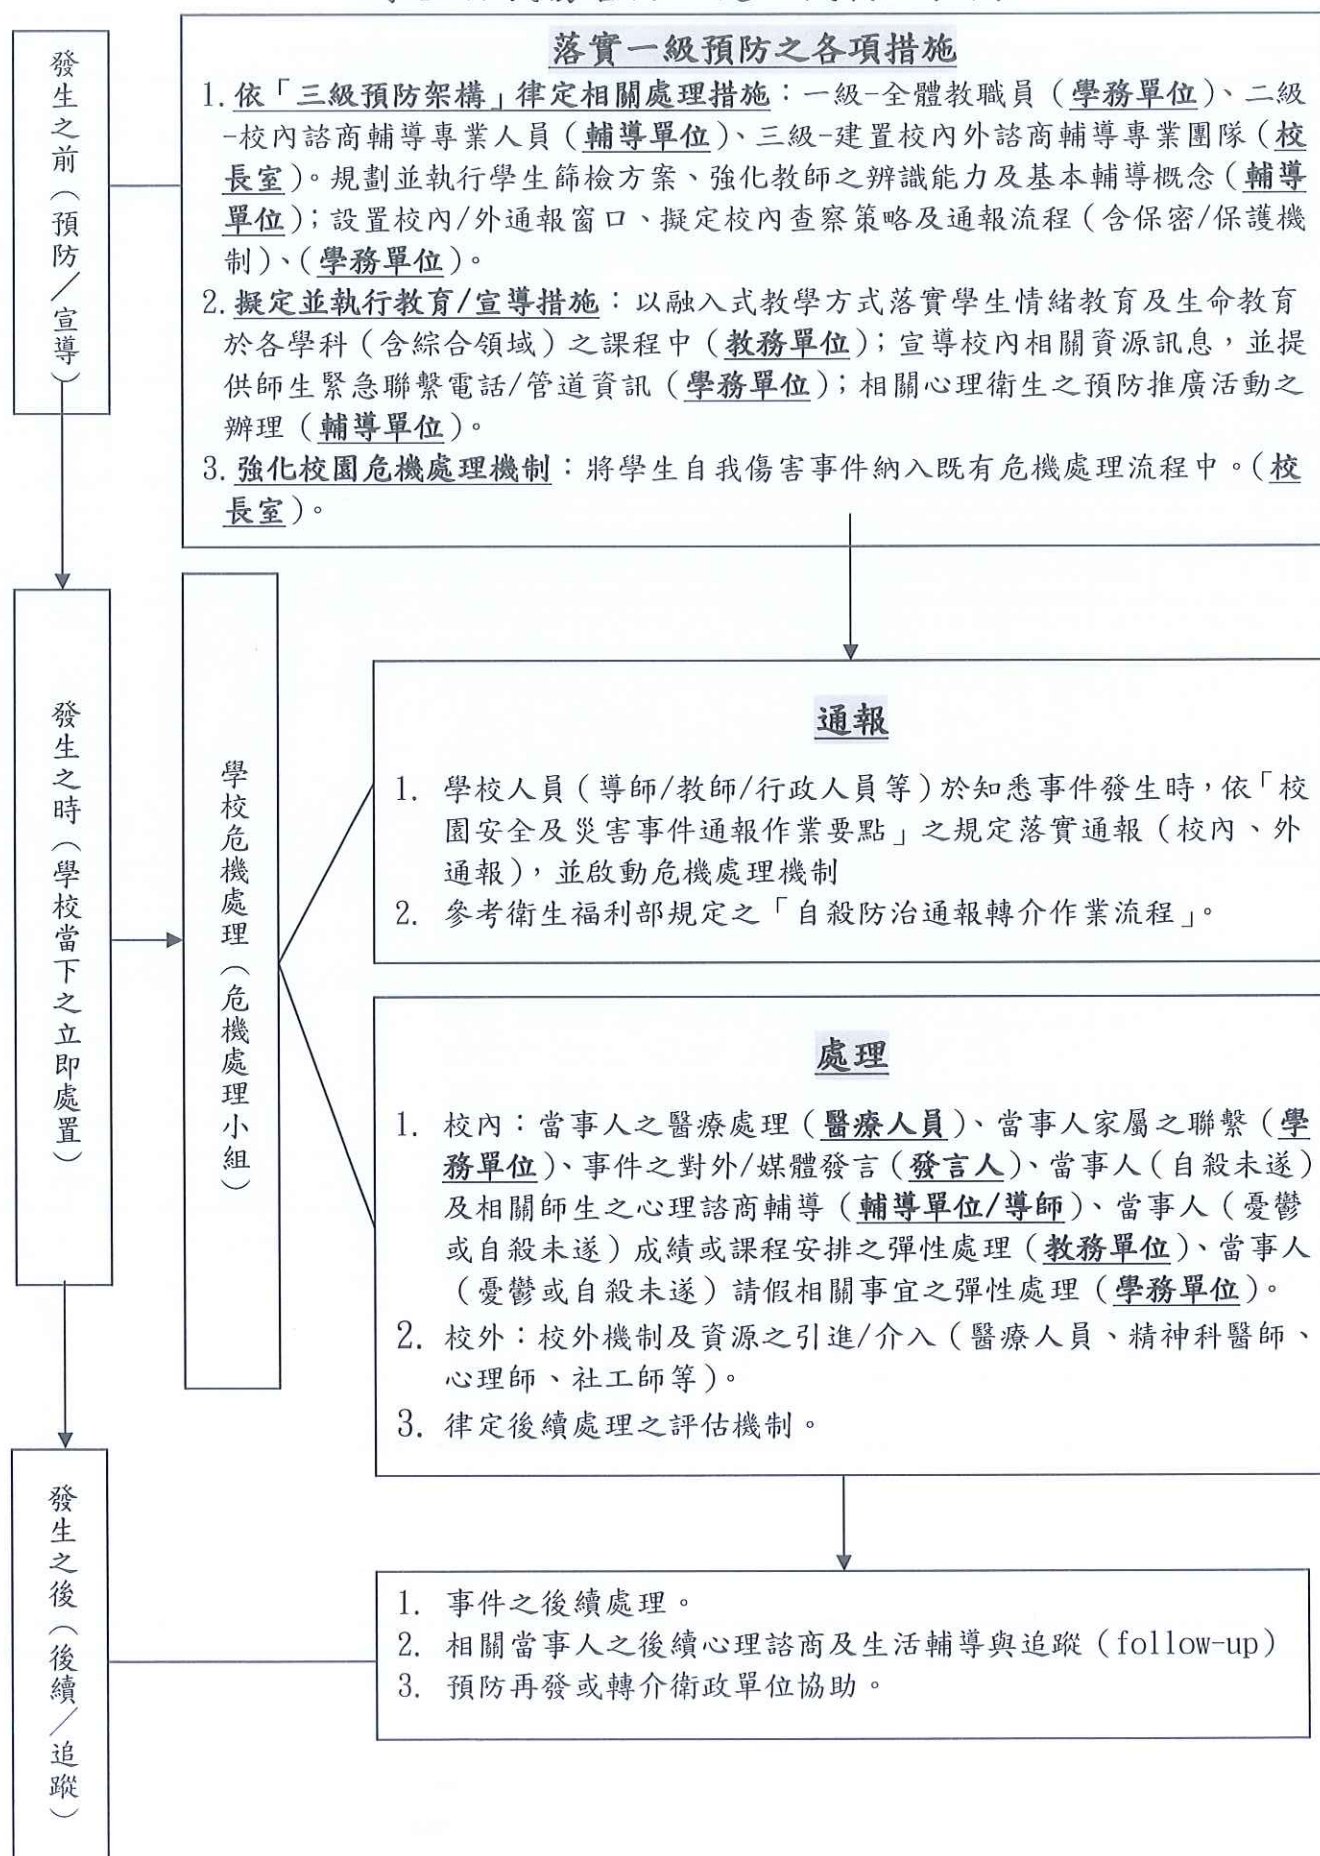 發生之前（預防／宣導）
落實一級預防之各項措施
1. 依「三級預防架構」律定相關處理措施：一級-全體教職員（學務單位）、二級
-校內諮商輔導專業人員（輔導單位）、三級-建置校內外諮商輔導專業團隊（校
長室）。規劃並執行學生篩檢方案、強化教師之辨識能力及基本輔導概念（輔導
單位）；設置校內/外通報窗口、擬定校內查察策略及通報流程（含保密/保護機
制）、（學務單位）。
2. 擬定並執行教育/宣導措施：以融入式教學方式落實學生情緒教育及生命教育
於各學科（含綜合領域）之課程中（教務單位）；宣導校內相關資源訊息，並提
供師生緊急聯繫電話/管道資訊（學務單位）；相關心理衛生之預防推廣活動之
辦理（輔導單位）。
3. 強化校園危機處理機制：將學生自我傷害事件納入既有危機處理流程中。（校
長室）。
發生之時（學校當下之立即處置）
學校危機處理（危機處理小組）
通報
1. 學校人員（導師/教師/行政人員等）於知悉事件發生時，依「校
園安全及災害事件通報作業要點」之規定落實通報（校內、外
通報），並啟動危機處理機制
2. 參考衛生福利部規定之「自殺防治通報轉介作業流程」。
處理
1. 校內：當事人之醫療處理（醫療人員）、當事人家屬之聯繫（學
務單位）、事件之對外/媒體發言（發言人）、當事人（自殺未遂）
及相關師生之心理諮商輔導（輔導單位/導師）、當事人（憂鬱
或自殺未遂）成績或課程安排之彈性處理（教務單位）、當事人
（憂鬱或自殺未遂）請假相關事宜之彈性處理（學務單位）。
2. 校外：校外機制及資源之引進/介入（醫療人員、精神科醫師、
心理師、社工師等）。
3. 律定後續處理之評估機制。
發生之後（後續／追蹤）
1. 事件之後續處理。
2. 相關當事人之後續心理諮商及生活輔導與追蹤（follow-up）
3. 預防再發或轉介衛政單位協助。